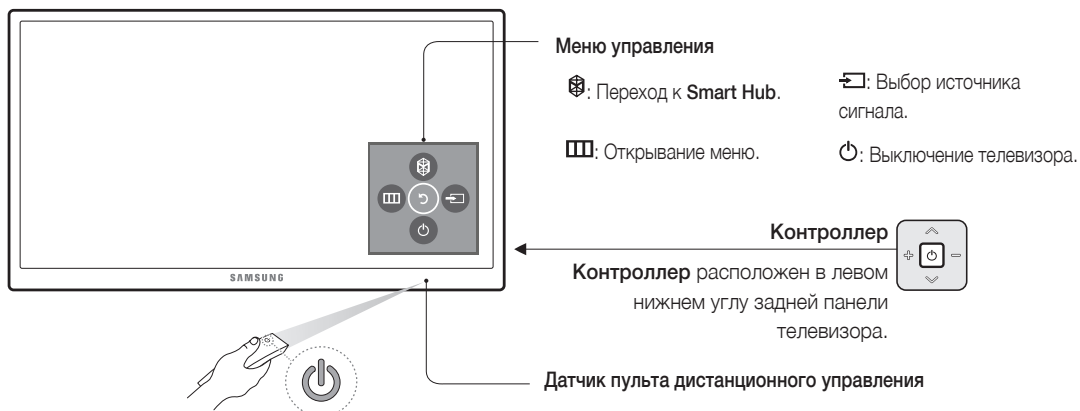 Меню управления
: Переход к Smart Hub.
: Выбор источника
сигнала.
: Открывание меню.
: Выключение телевизора.
SAMSUNG
Контроллер
Контроллер расположен в левом
нижнем углу задней панели
телевизора.
Датчик пульта дистанционного управления